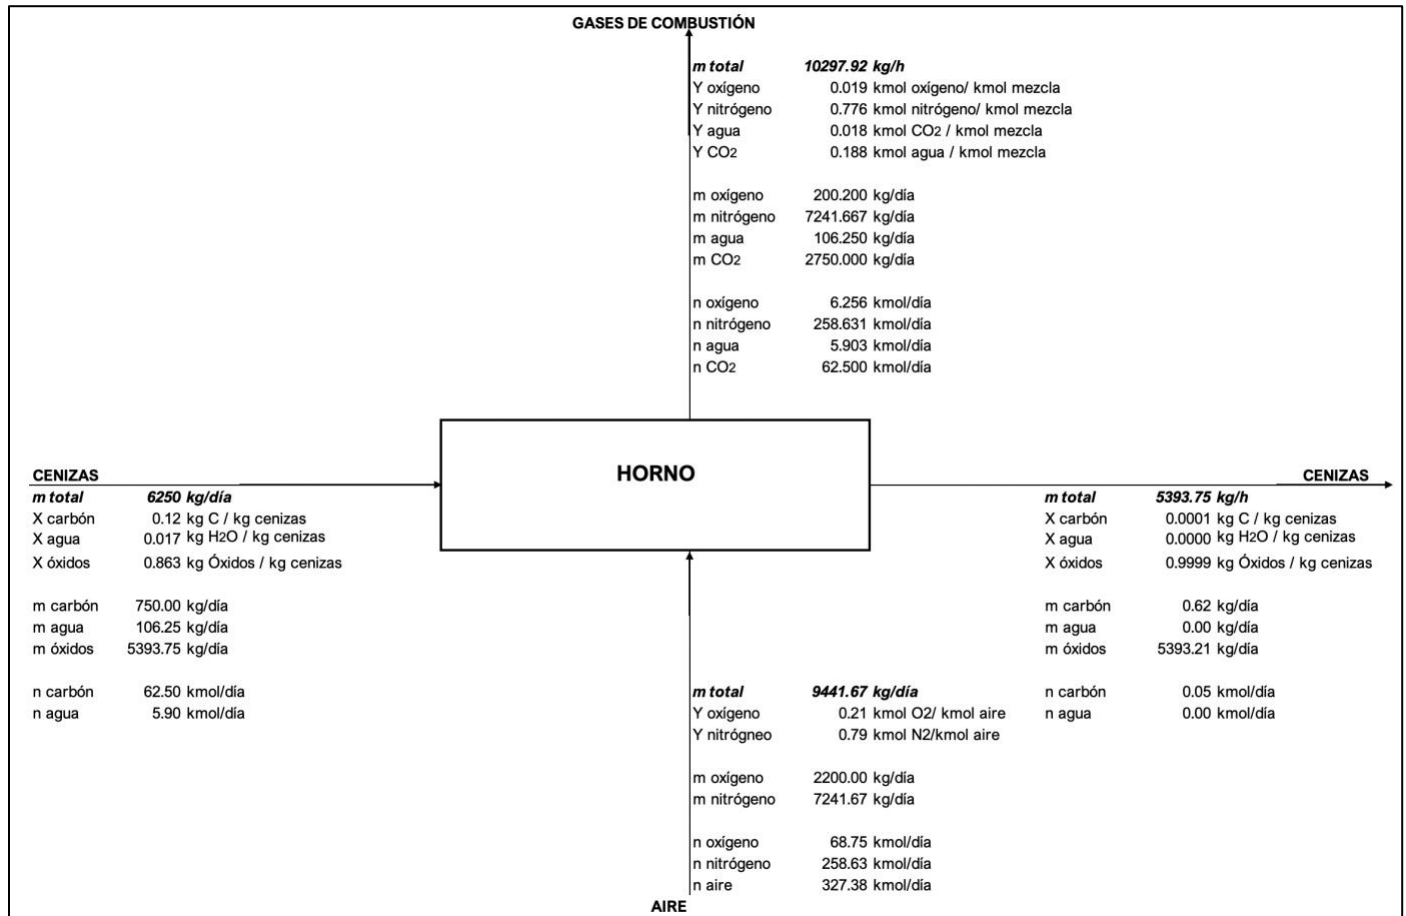 GASES DE COMBUSTIÓN
m total 10297.92 kg/h
Y oxígeno 0.019 kmol oxígeno/ kmol mezcla
Y nitrógeno 0.776 kmol nitrógeno/ kmol mezcla
Y agua 0.018 kmol CO2 / kmol mezcla
Y CO2 0.188 kmol agua / kmol mezcla
m oxígeno 200.200 kg/día
m nitrógeno 7241.667 kg/día
m agua 106.250 kg/día
m CO2 2750.000 kg/día
n oxígeno 6.256 kmol/día
n nitrógeno 258.631 kmol/día
n agua 5.903 kmol/día
n CO2 62.500 kmol/día
HORNO
CENIZAS
m total 6250 kg/día
X carbón 0.12 kg C / kg cenizas
X agua 0.017 kg H2O / kg cenizas
X óxidos 0.863 kg Óxidos / kg cenizas
m carbón 750.00 kg/día
m agua 106.25 kg/día
m óxidos 5393.75 kg/día
n carbón 62.50 kmol/día
n agua 5.90 kmol/día
CENIZAS
m total 5393.75 kg/h
X carbón 0.0001 kg C / kg cenizas
X agua 0.0000 kg H2O / kg cenizas
X óxidos 0.9999 kg Óxidos / kg cenizas
m carbón 0.62 kg/día
m agua 0.00 kg/día
m óxidos 5393.21 kg/día
n carbón 0.05 kmol/día
n agua 0.00 kmol/día
m total 9441.67 kg/día
Y oxígeno 0.21 kmol O2/ kmol aire
Y nitrógneo 0.79 kmol N2/kmol aire
m oxígeno 2200.00 kg/día
m nitrógeno 7241.67 kg/día
n oxígeno 68.75 kmol/día
n nitrógeno 258.63 kmol/día
n aire 327.38 kmol/día
AIRE